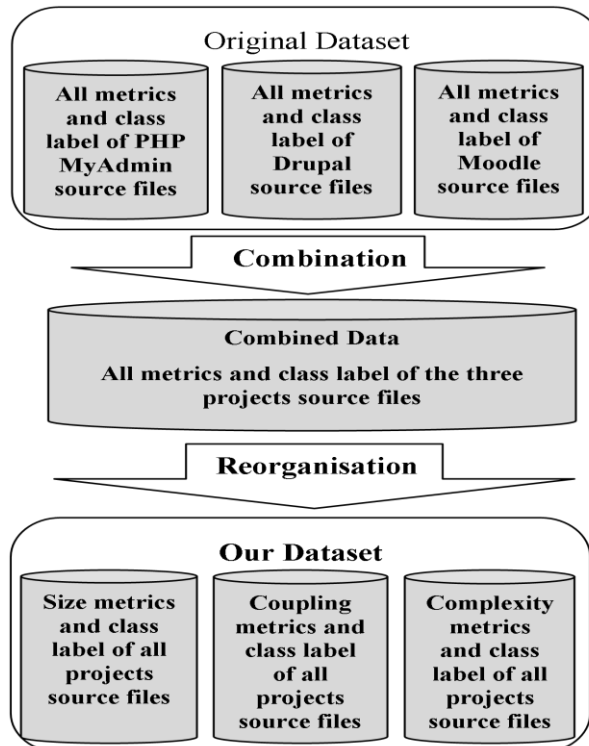 Original Dataset
All metrics
and class
label of PHP
MyAdmin
source files
All metrics
and class
label of
Drupal
source files
All metrics
and class
label of
Moodle
source files
Combination
Combined Data
All metrics and class label of the three
projects source files
Reorganisation
Our Dataset
Size metrics
and class
label of all
projects
source files
Coupling
metrics and
class label
of all
projects
source files
Complexity
metrics
and class
label of all
projects
source files